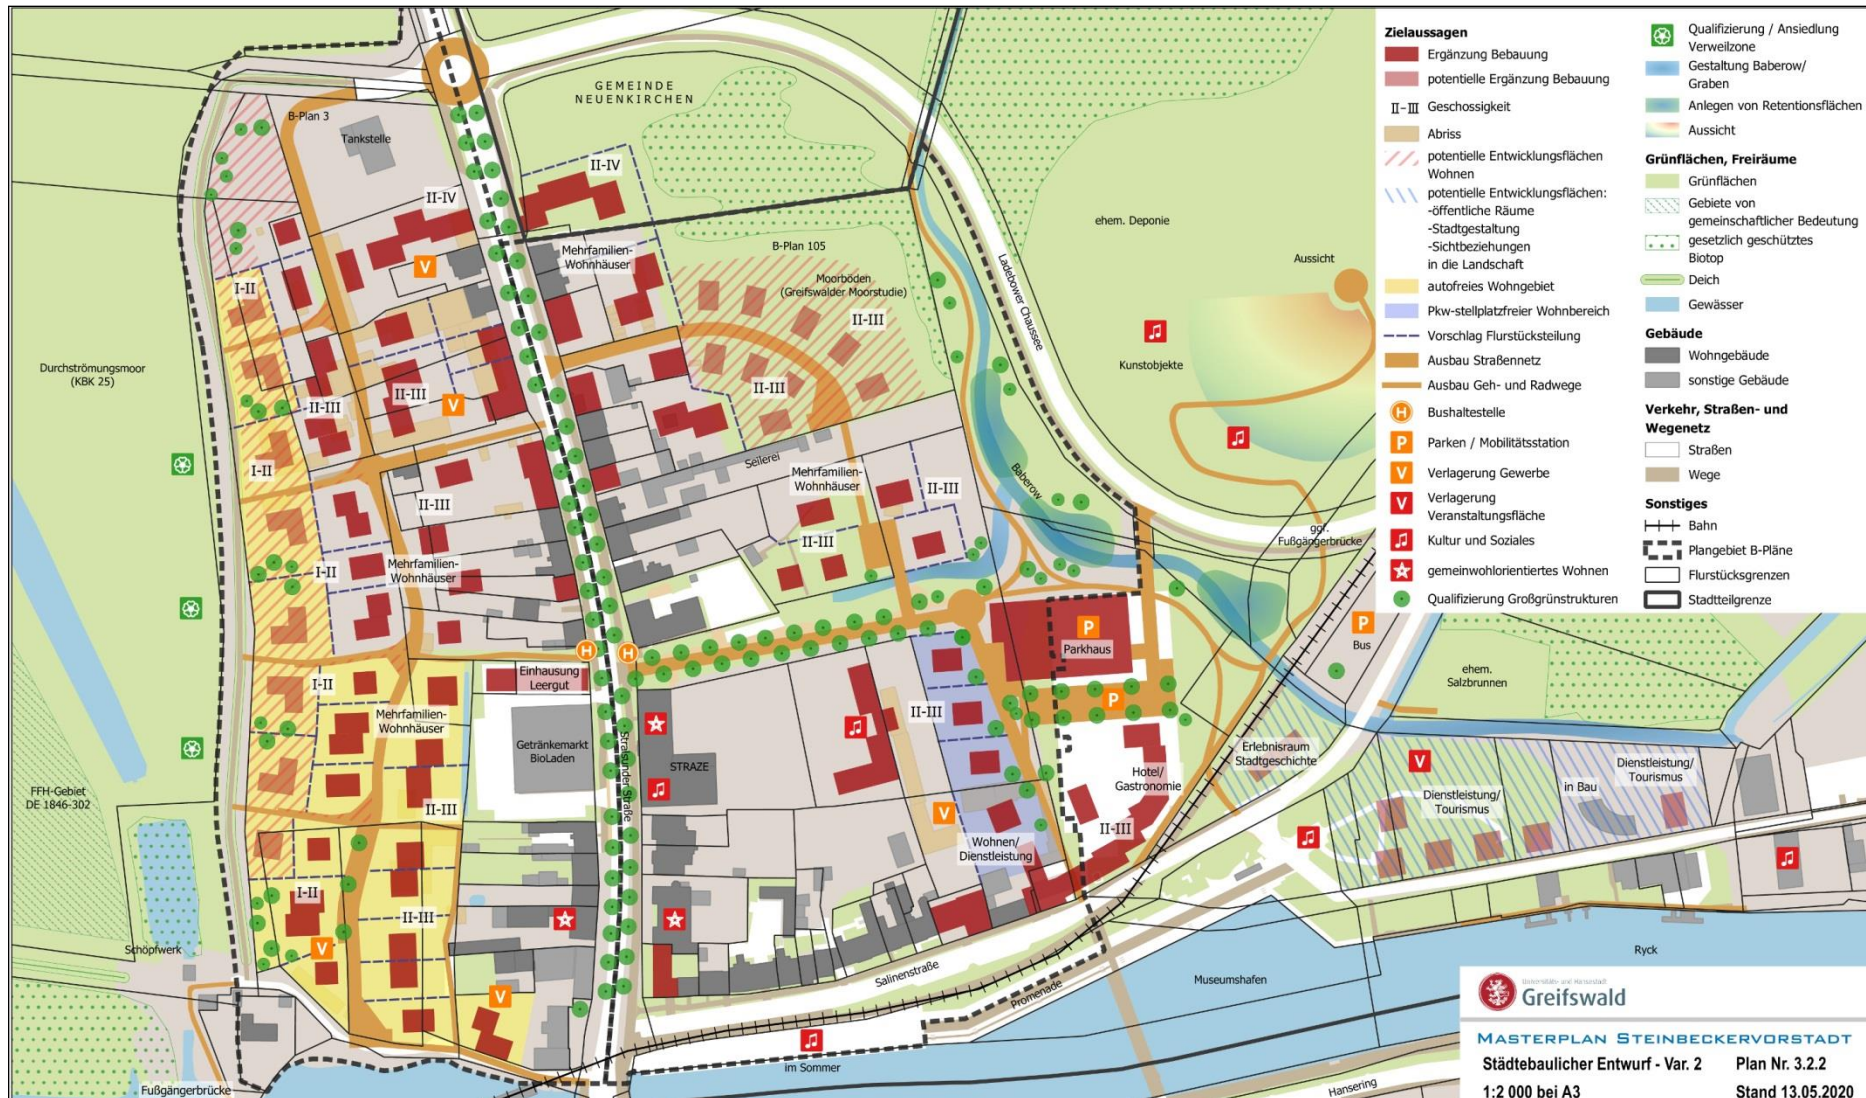 GEMEINDE
NEUENKIRCHEN
B-Plan 3
Tankstelle
II-IV
II-IV
Mehrfamilien-
Wohnhäuser
B-Plan 105
Moorböden
(Greifswalder Moorstudie)
II-III
II-III
ehem. Deponie
Aussicht
Kunstobjekte
Ladebower Chaussee
V
I-II
Durchströmungsmoor
(KBK 25)
II-III
II-III
V
I-II
II-III
Seilerei
Mehrfamilien-
Wohnhäuser
II-III
II-III
Baberow
ggf.
Fußgängerbrücke
I-II
Mehrfamilien-
Wohnhäuser
H
H
P
Parkhaus
P
Bus
Einhausung
Leergut
I-II
Mehrfamilien-
Wohnhäuser
II-III
P
ehem.
Salzbrunnen
Getränkemarkt
BioLaden
Stralsunder Straße
STRAZE
Hotel/
Gastronomie
Erlebnisraum
Stadtgeschichte
V
Dienstleistung/
Tourismus
in Bau
Dienstleistung/
Tourismus
FFH-Gebiet
DE 1846-302
II-III
V
II-III
Wohnen/
Dienstleistung
I-II
II-III
V
Schöpfwerk
V
Salinenstraße
Promenade
Museumshafen
Ryck
im Sommer
Fußgängerbrücke
Hansering
Zielaussagen
Ergänzung Bebauung
potentielle Ergänzung Bebauung
II-III Geschossigkeit
Abriss
potentielle Entwicklungsflächen
Wohnen
potentielle Entwicklungsflächen:
-öffentliche Räume
-Stadtgestaltung
-Sichtbeziehungen
in die Landschaft
autofreies Wohngebiet
Pkw-stellplatzfreier Wohnbereich
Vorschlag Flurstücksteilung
Ausbau Straßennetz
Ausbau Geh- und Radwege
H Bushaltestelle
P Parken / Mobilitätsstation
V Verlagerung Gewerbe
V Verlagerung
Veranstaltungsfläche
Kultur und Soziales
gemeinwohlorientiertes Wohnen
Qualifizierung Großgrünstrukturen
Qualifizierung / Ansiedlung
Verweilzone
Gestaltung Baberow/
Graben
Anlegen von Retentionsflächen
Aussicht
Grünflächen, Freiräume
Grünflächen
Gebiete von
gemeinschaftlicher Bedeutung
gesetzlich geschütztes
Biotop
Deich
Gewässer
Gebäude
Wohngebäude
sonstige Gebäude
Verkehr, Straßen- und
Wegenetz
Straßen
Wege
Sonstiges
Bahn
Plangebiet B-Pläne
Flurstücksgrenzen
Stadtteilgrenze
Universitäts- und Hansestadt
Greifswald
MASTERPLAN STEINBECKERVORSTADT
Städtebaulicher Entwurf - Var. 2 Plan Nr. 3.2.2
1:2 000 bei A3 Stand 13.05.2020